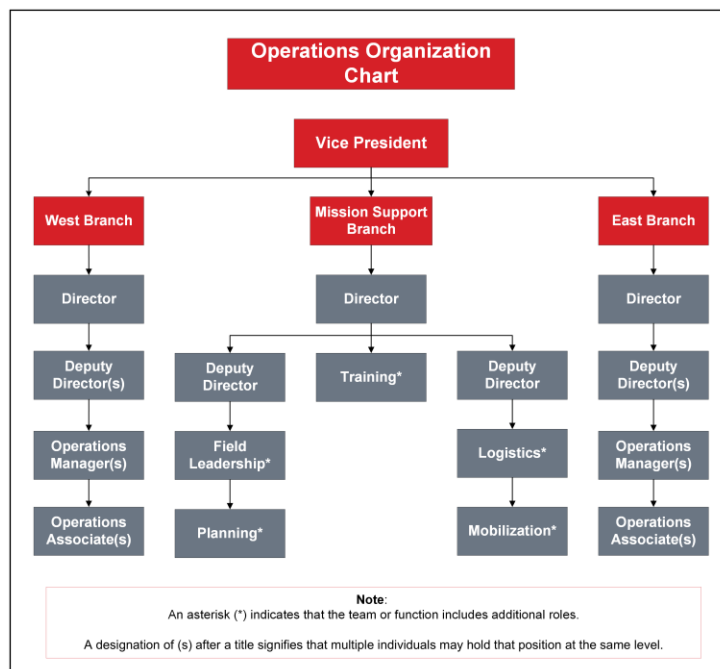 Operations Organization
Chart
Vice President
West Branch
Mission Support
Branch
East Branch
Director
Director
Director
Deputy
Director(s)
Deputy
Director
Training*
Deputy
Director
Deputy
Director(s)
Operations
Manager(s)
Field
Leadership*
Logistics*
Operations
Manager(s)
Operations
Associate(s)
Planning*
Mobilization*
Operations
Associate(s)
Note:
An asterisk (*) indicates that the team or function includes additional roles.
A designation of (s) after a title signifies that multiple individuals may hold that position at the same level.